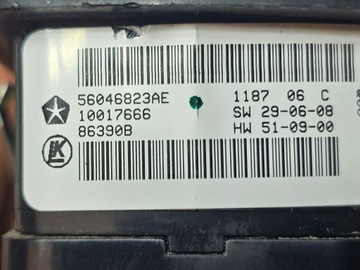 56046823AE 1187 06 C
10017666 SW 29-06-08
86390B HW 51-09-00